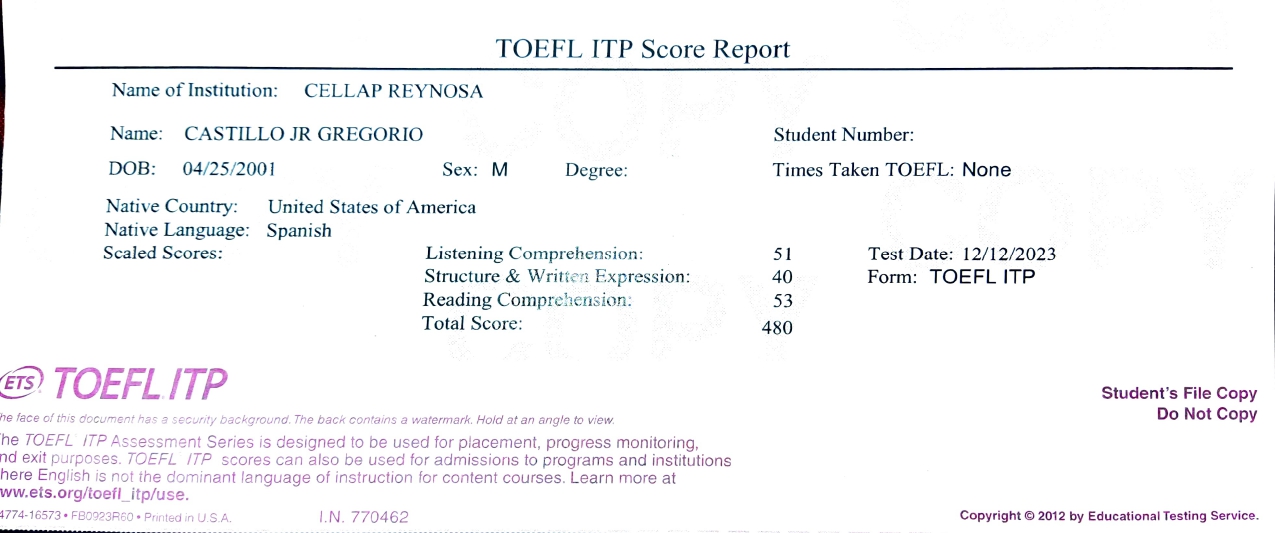 TOEFL ITP Score Report
Name of Institution: CELLAP REYNOSA
Name: CASTILLO JR GREGORIO Student Number:
DOB: 04/25/2001 Sex: M Degree: Times Taken TOEFL: None
Native Country: United States of America
Native Language: Spanish
Scaled Scores: Listening Comprehension: 51 Test Date: 12/12/2023
Structure & Written Expression: 40 Form: TOEFL ITP
Reading Comprehension: 53
Total Score: 480
COPY
COPY
COPY
ETS TOEFL ITP
Student's File Copy
Do Not Copy
he face of this document has a security background. The back contains a watermark. Hold at an angle to view.
he TOEFL ITP Assessment Series is designed to be used for placement, progress monitoring,
nd exit purposes. TOEFL ITP scores can also be used for admissions to programs and institutions
here English is not the dominant language of instruction for content courses. Learn more at
ww.ets.org/toefl_itp/use.
4774-16573 • FB0923R60 • Printed in U.S.A. I.N. 770462
Copyright © 2012 by Educational Testing Service.